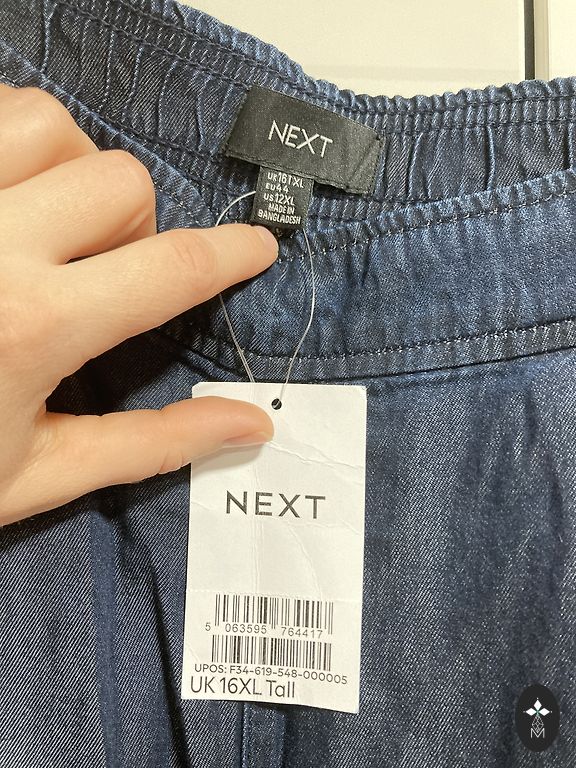 NEXT
UK 16T XL
EU 44
US 12XL
MADE IN
BANGLADESH
NEXT
5 063595 764417
UPOS: F34-619-548-000005
UK 16XL Tall
M